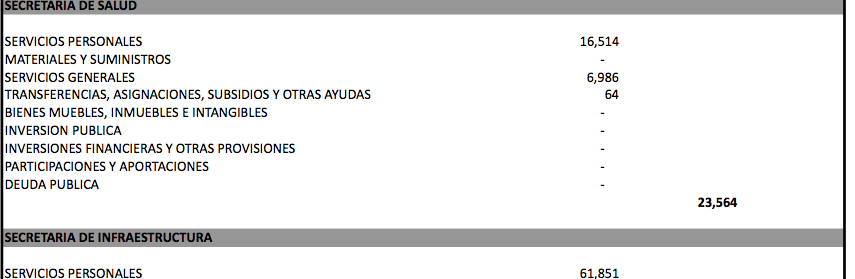 SECRETARIA DE SALUD
SERVICIOS PERSONALES 16,514
MATERIALES Y SUMINISTROS -
SERVICIOS GENERALES 6,986
TRANSFERENCIAS, ASIGNACIONES, SUBSIDIOS Y OTRAS AYUDAS 64
BIENES MUEBLES, INMUEBLES E INTANGIBLES -
INVERSION PUBLICA -
INVERSIONES FINANCIERAS Y OTRAS PROVISIONES -
PARTICIPACIONES Y APORTACIONES -
DEUDA PUBLICA -
23,564
SECRETARIA DE INFRAESTRUCTURA
SERVICIOS PERSONALES 61,851